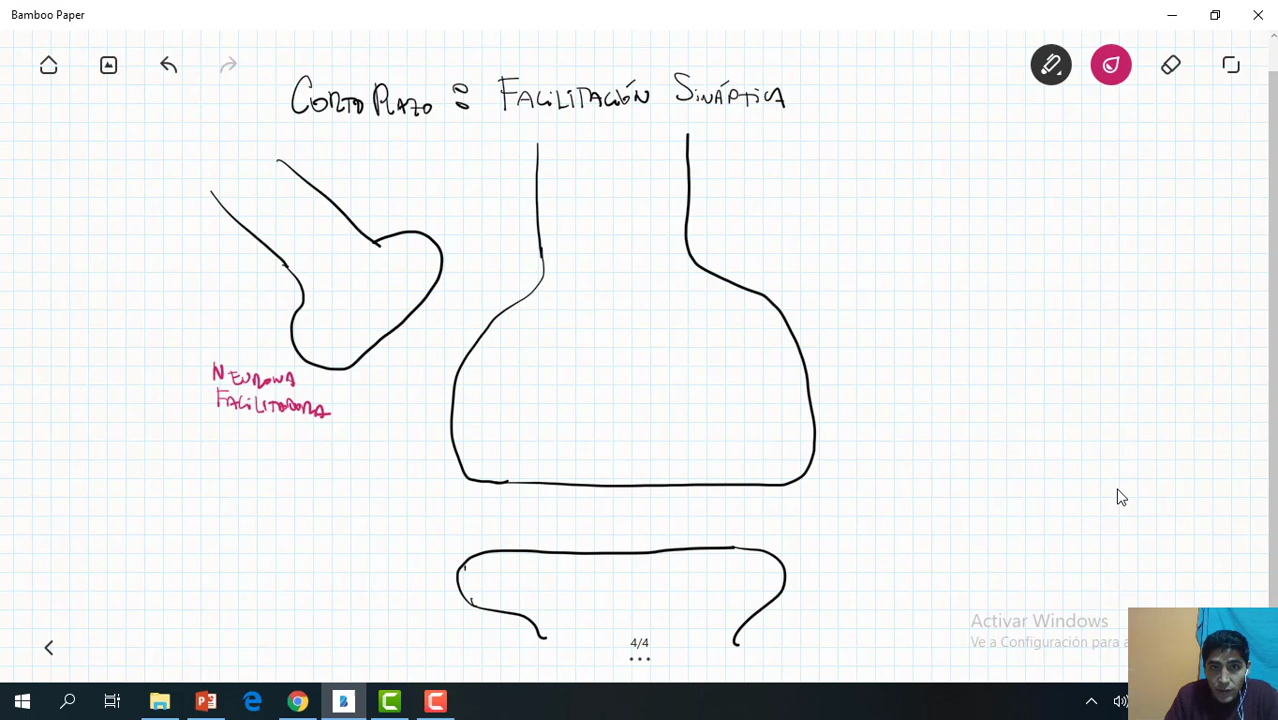 Bamboo Paper
CORTO PLAZO : FACILITACIÓN SINÁPTICA
NEURONA
FACILITADORA
Activar Windows
Ve a Configuración para a
4/4